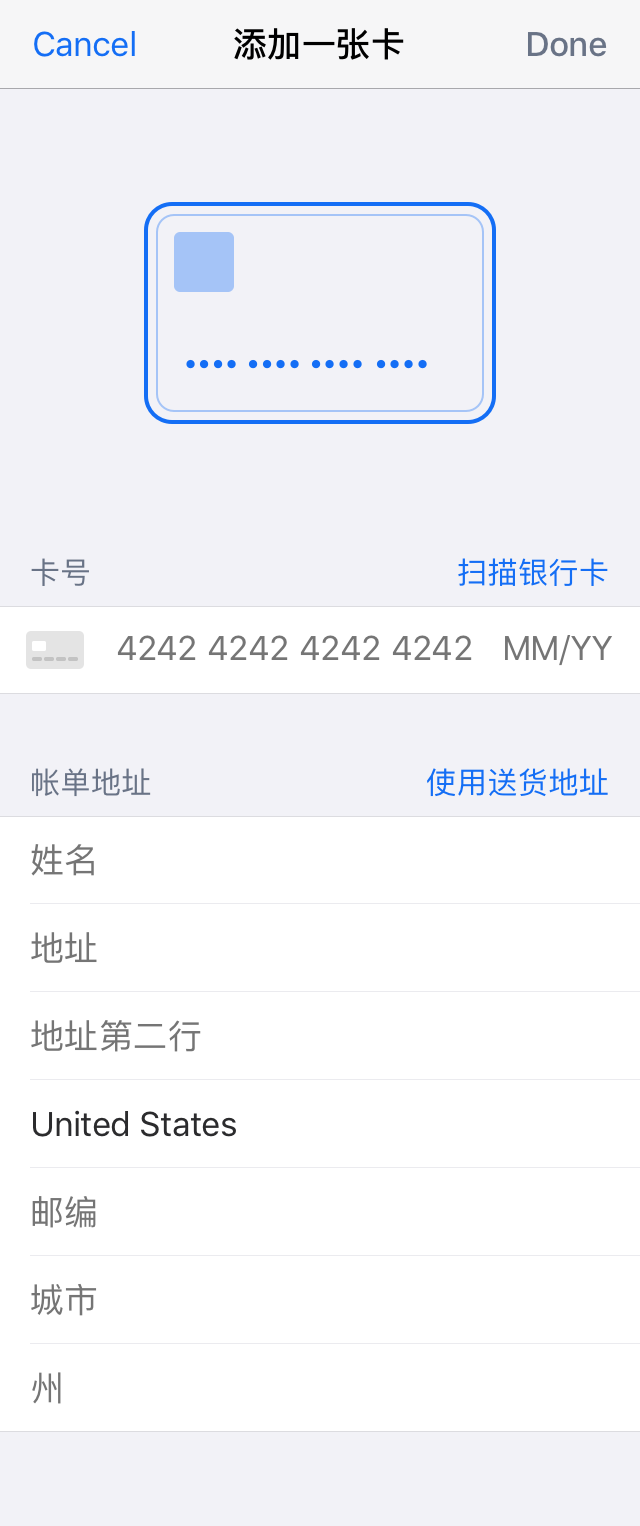 Cancel 添加一张卡 Done
卡号 扫描银行卡
4242 4242 4242 4242 MM/YY
帐单地址 使用送货地址
姓名
地址
地址第二行
United States
邮编
城市
州